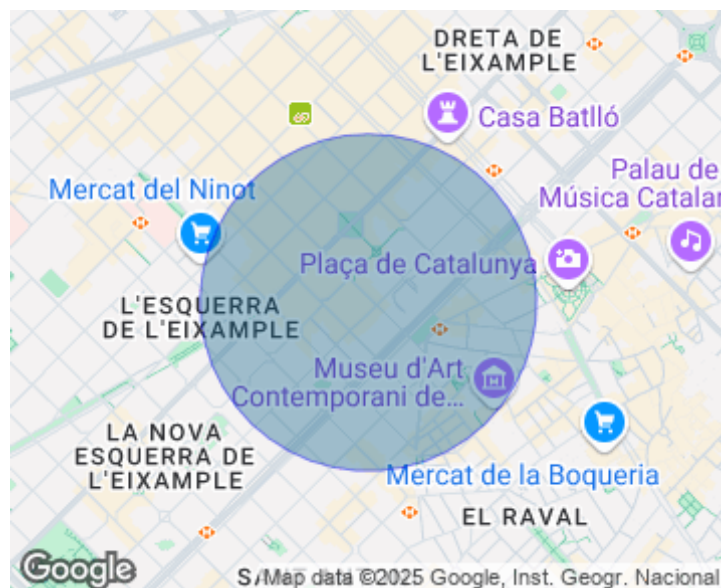 DRETA DE
L'EIXAMPLE
Casa Batlló
Palau de
Música Catalar
Mercat del Ninot
Plaça de Catalunya
L'ESQUERRA
DE L'EIXAMPLE
Museu d'Art
Contemporani de...
LA NOVA
ESQUERRA DE
L'EIXAMPLE
Mercat de la Boqueria
EL RAVAL
Google
Map data ©2025 Google, Inst. Geogr. Nacional